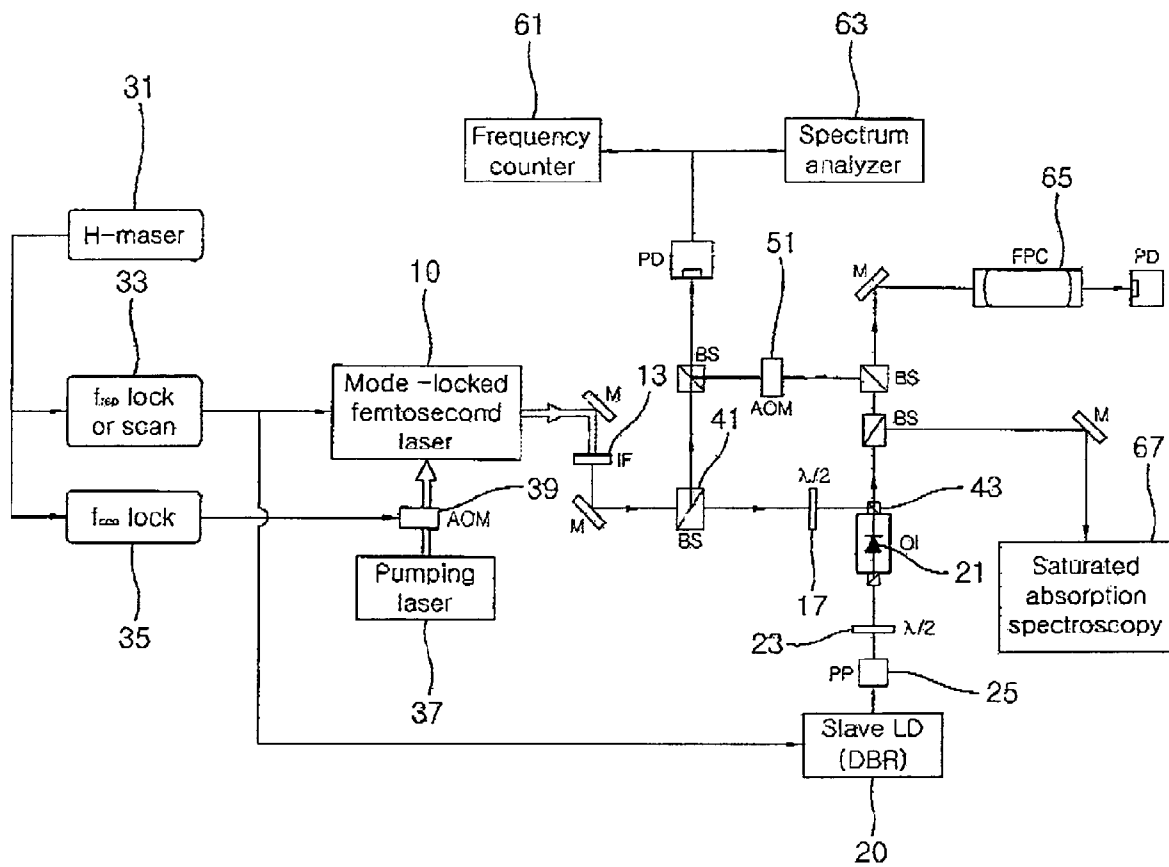 61
63
31
Frequency
counter
Spectrum
analyzer
65
H-maser
33
10
PD
51
M
FPC
PD
Mode -locked
femtosecond
laser
frep lock
or scan
M
13
BS
AOM
BS
IF
41
BS
M
fceo lock
39
AOM
M
BS
λ/2
43
67
OI
21
Pumping
laser
17
Saturated
absorption
spectroscopy
35
23
λ/2
PP
25
37
Slave LD
(DBR)
20